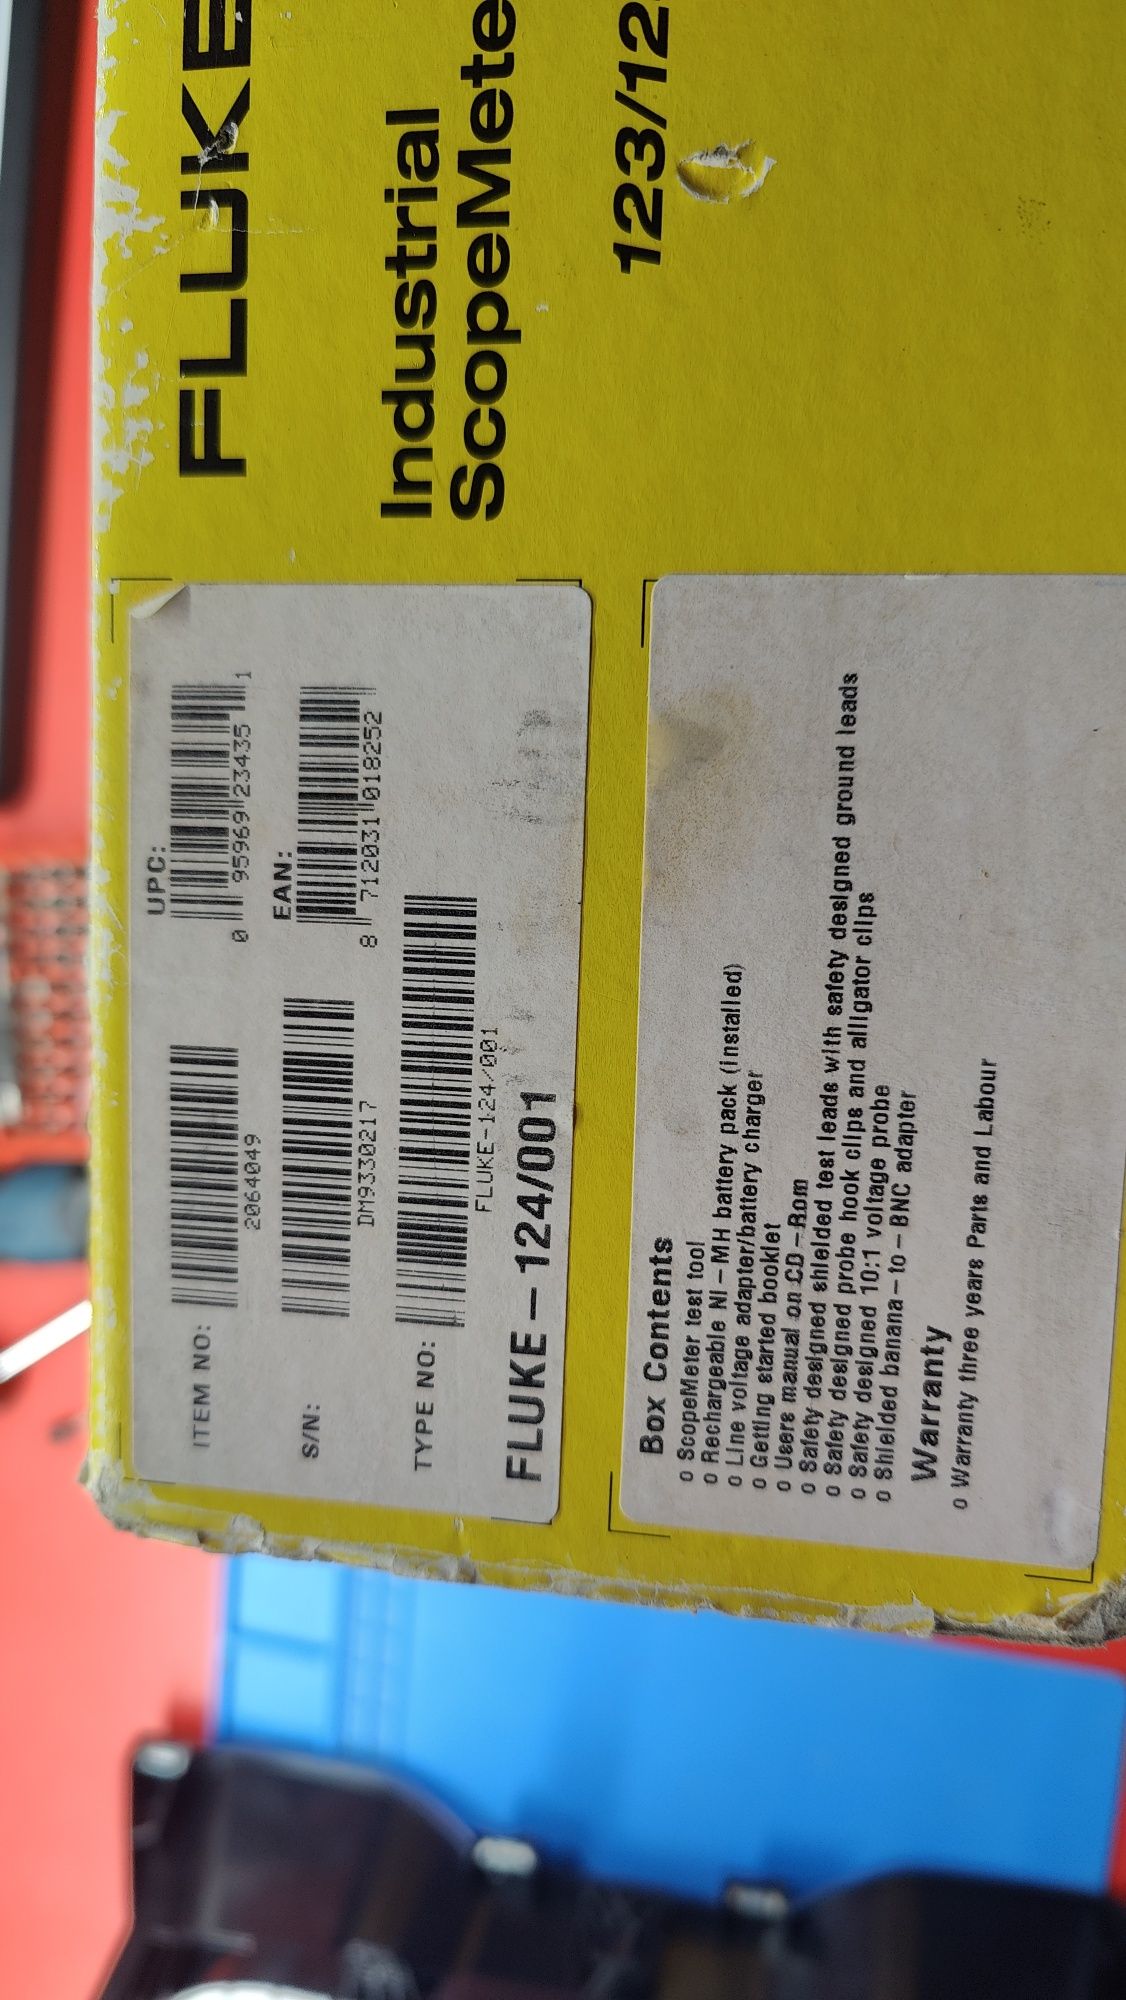 FLUKE
Industrial
ScopeMete
123/12
UPC:
0 95969 23435 1
EAN:
8 712031 018252
ITEM NO:
2064049
S/N:
DM9330217
TYPE NO:
FLUKE-124/001
FLUKE-124/001
Box Contents
o ScopeMeter test tool
o Rechargeable NI-MH battery pack (installed)
o Line voltage adapter/battery charger
o Getting started booklet
o Users manual on CD-Rom
o Safety designed shielded test leads with safety designed ground leads
o Safety designed probe hook clips and alligator clips
o Safety designed 10:1 voltage probe
o Shielded banana-to-BNC adapter
Warranty
o Warranty three years Parts and Labour